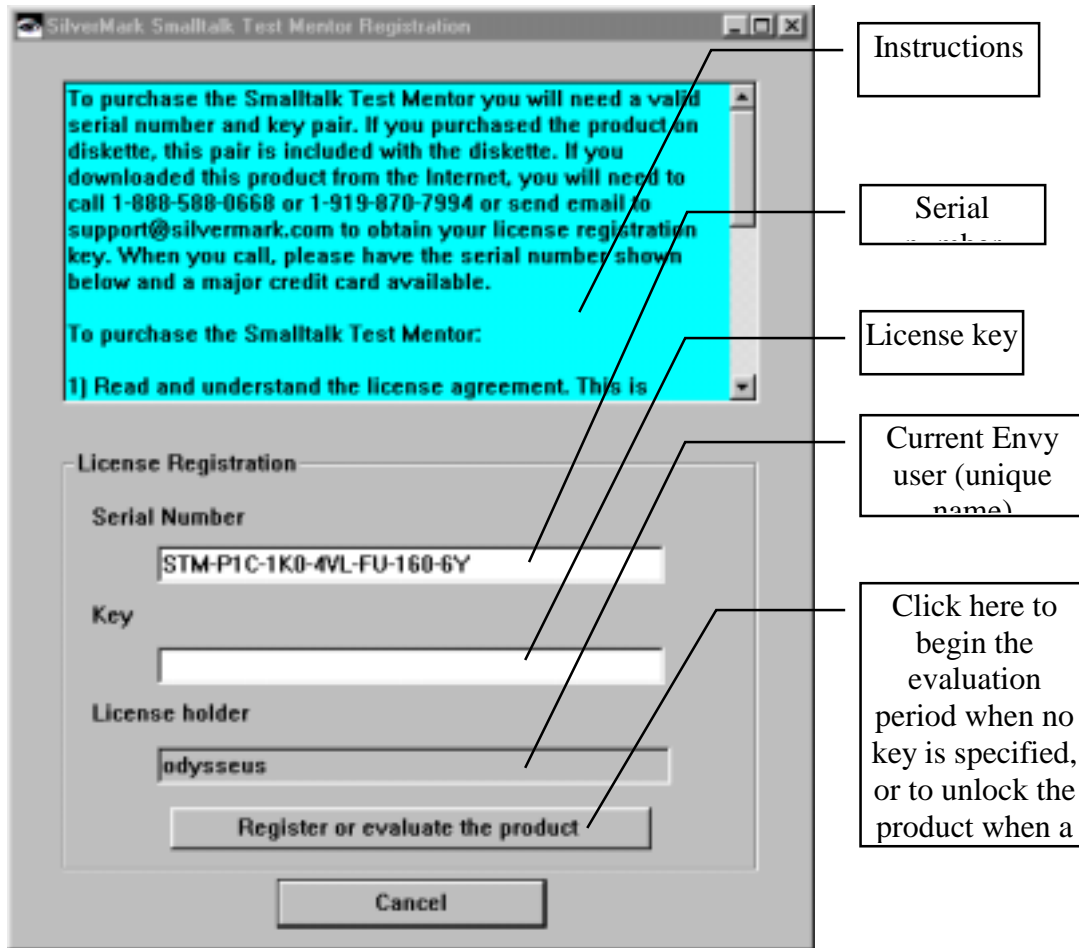 SilverMark Smalltalk Test Mentor Registration
To purchase the Smalltalk Test Mentor you will need a valid
serial number and key pair. If you purchased the product on
diskette, this pair is included with the diskette. If you
downloaded this product from the Internet, you will need to
call 1-888-588-0668 or 1-919-870-7994 or send email to
support@silvermark.com to obtain your license registration
key. When you call, please have the serial number shown
below and a major credit card available.
To purchase the Smalltalk Test Mentor:
1) Read and understand the license agreement. This is
License Registration
Serial Number
STM-P1C-1K0-4VL-FU-160-6Y
Key
License holder
odysseus
Register or evaluate the product
Cancel
Instructions
Serial
number
License key
Current Envy
user (unique
name)
Click here to
begin the
evaluation
period when no
key is specified,
or to unlock the
product when a